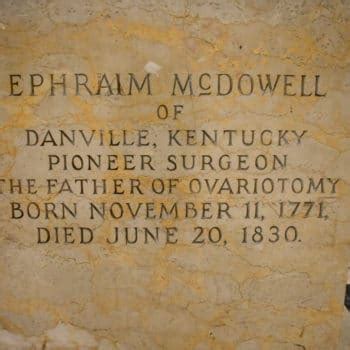 EPHRAIM McDOWELL
OF
DANVILLE, KENTUCKY
PIONEER SURGEON
THE FATHER OF OVARIOTOMY
BORN NOVEMBER 11, 1771,
DIED JUNE 20, 1830.